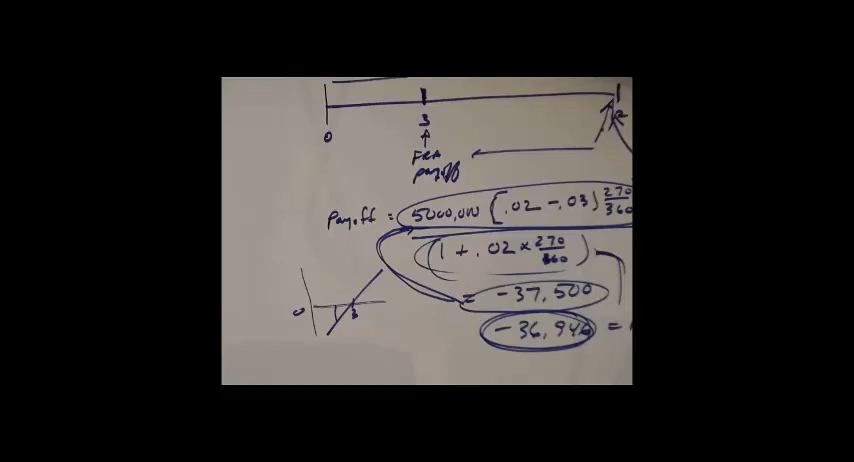 0 3 12
FRA
payoff
Payoff = 5000,000 [.02 - .03) 270/360
(1 + .02 x 270/360)
0 3
= -37,500
-36,946 =